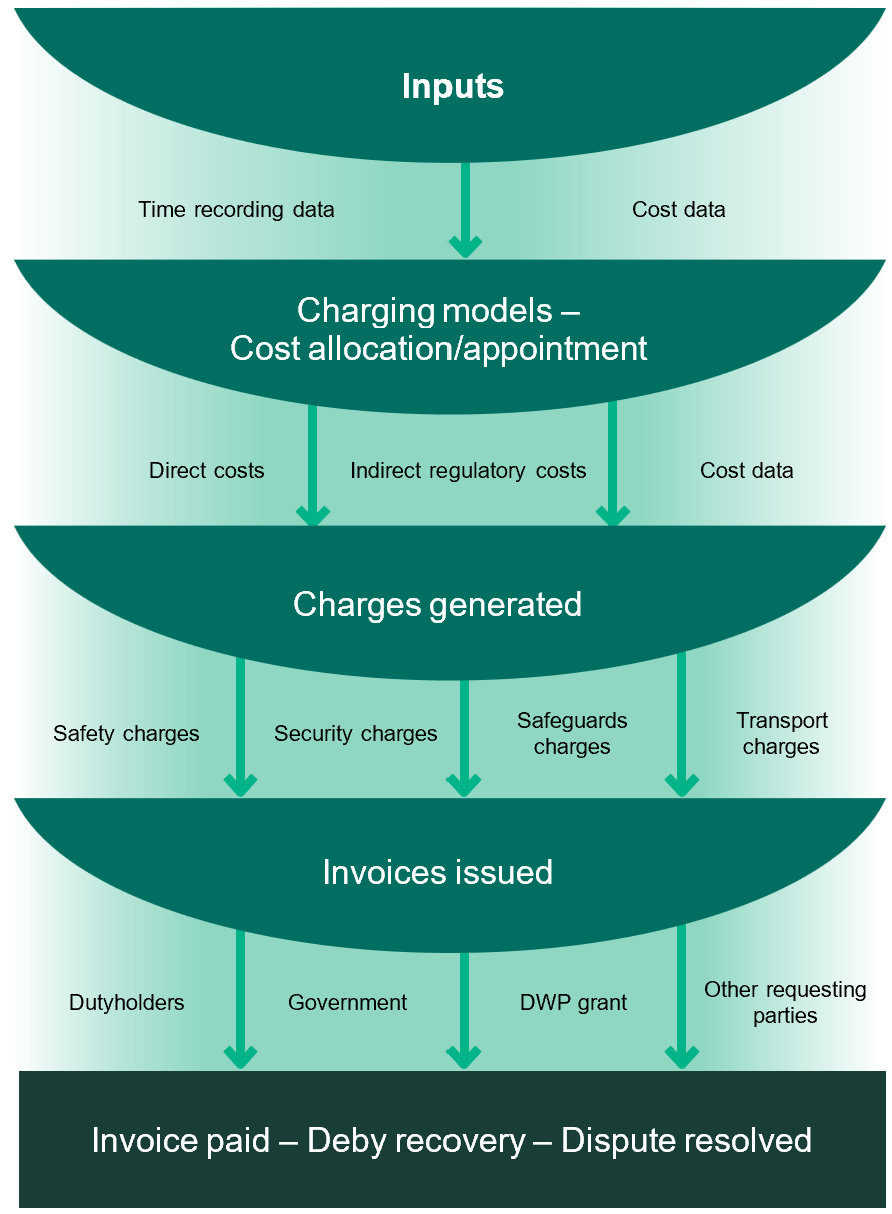 Inputs
Time recording data
Cost data
Charging models –
Cost allocation/appointment
Direct costs
Indirect regulatory costs
Cost data
Charges generated
Safety charges
Security charges
Safeguards
charges
Transport
charges
Invoices issued
Dutyholders
Government
DWP grant
Other requesting
parties
Invoice paid – Deby recovery – Dispute resolved